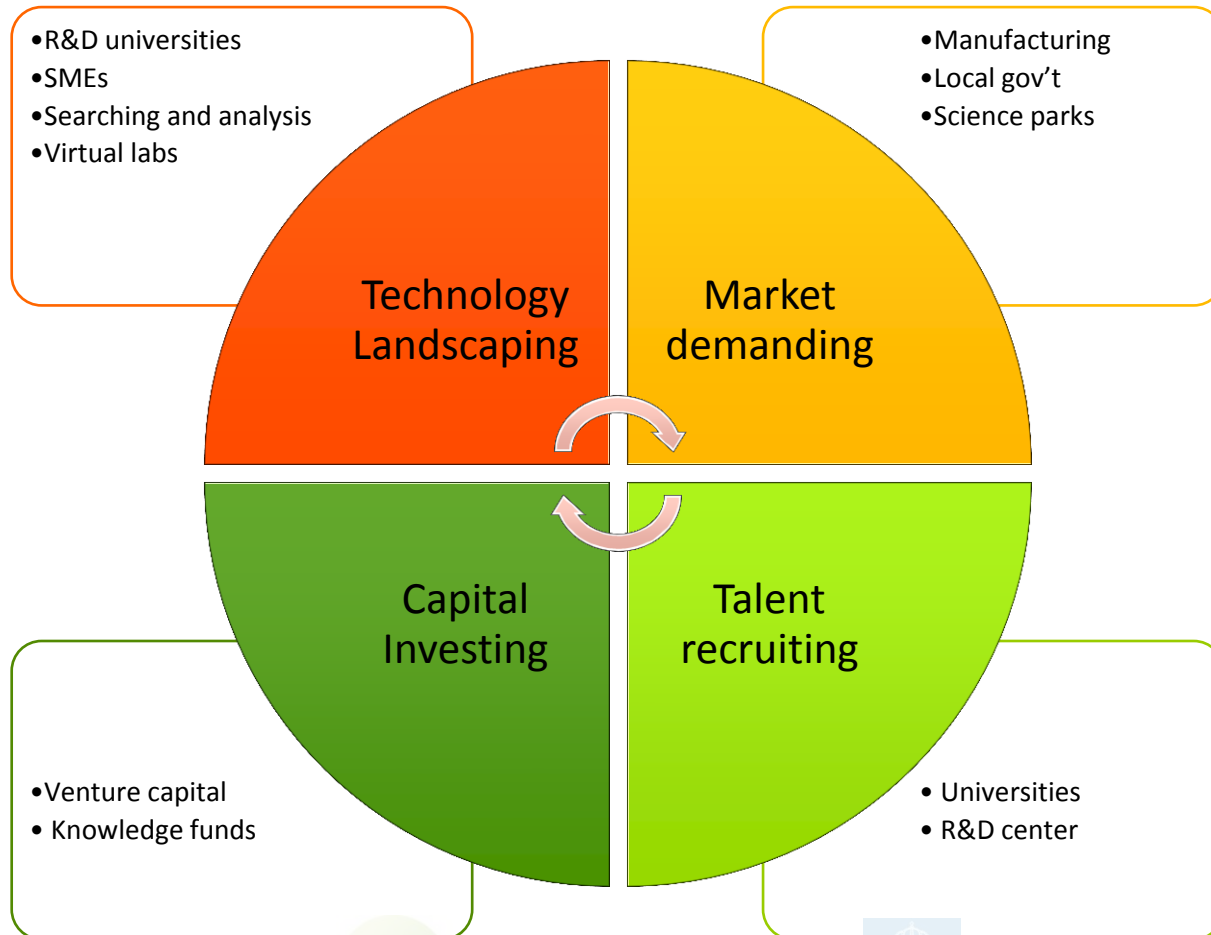 •R&D universities
•SMEs
•Searching and analysis
•Virtual labs
•Manufacturing
•Local gov’t
•Science parks
Technology
Landscaping
Market
demanding
Capital
Investing
Talent
recruiting
•Venture capital
• Knowledge funds
• Universities
• R&D center